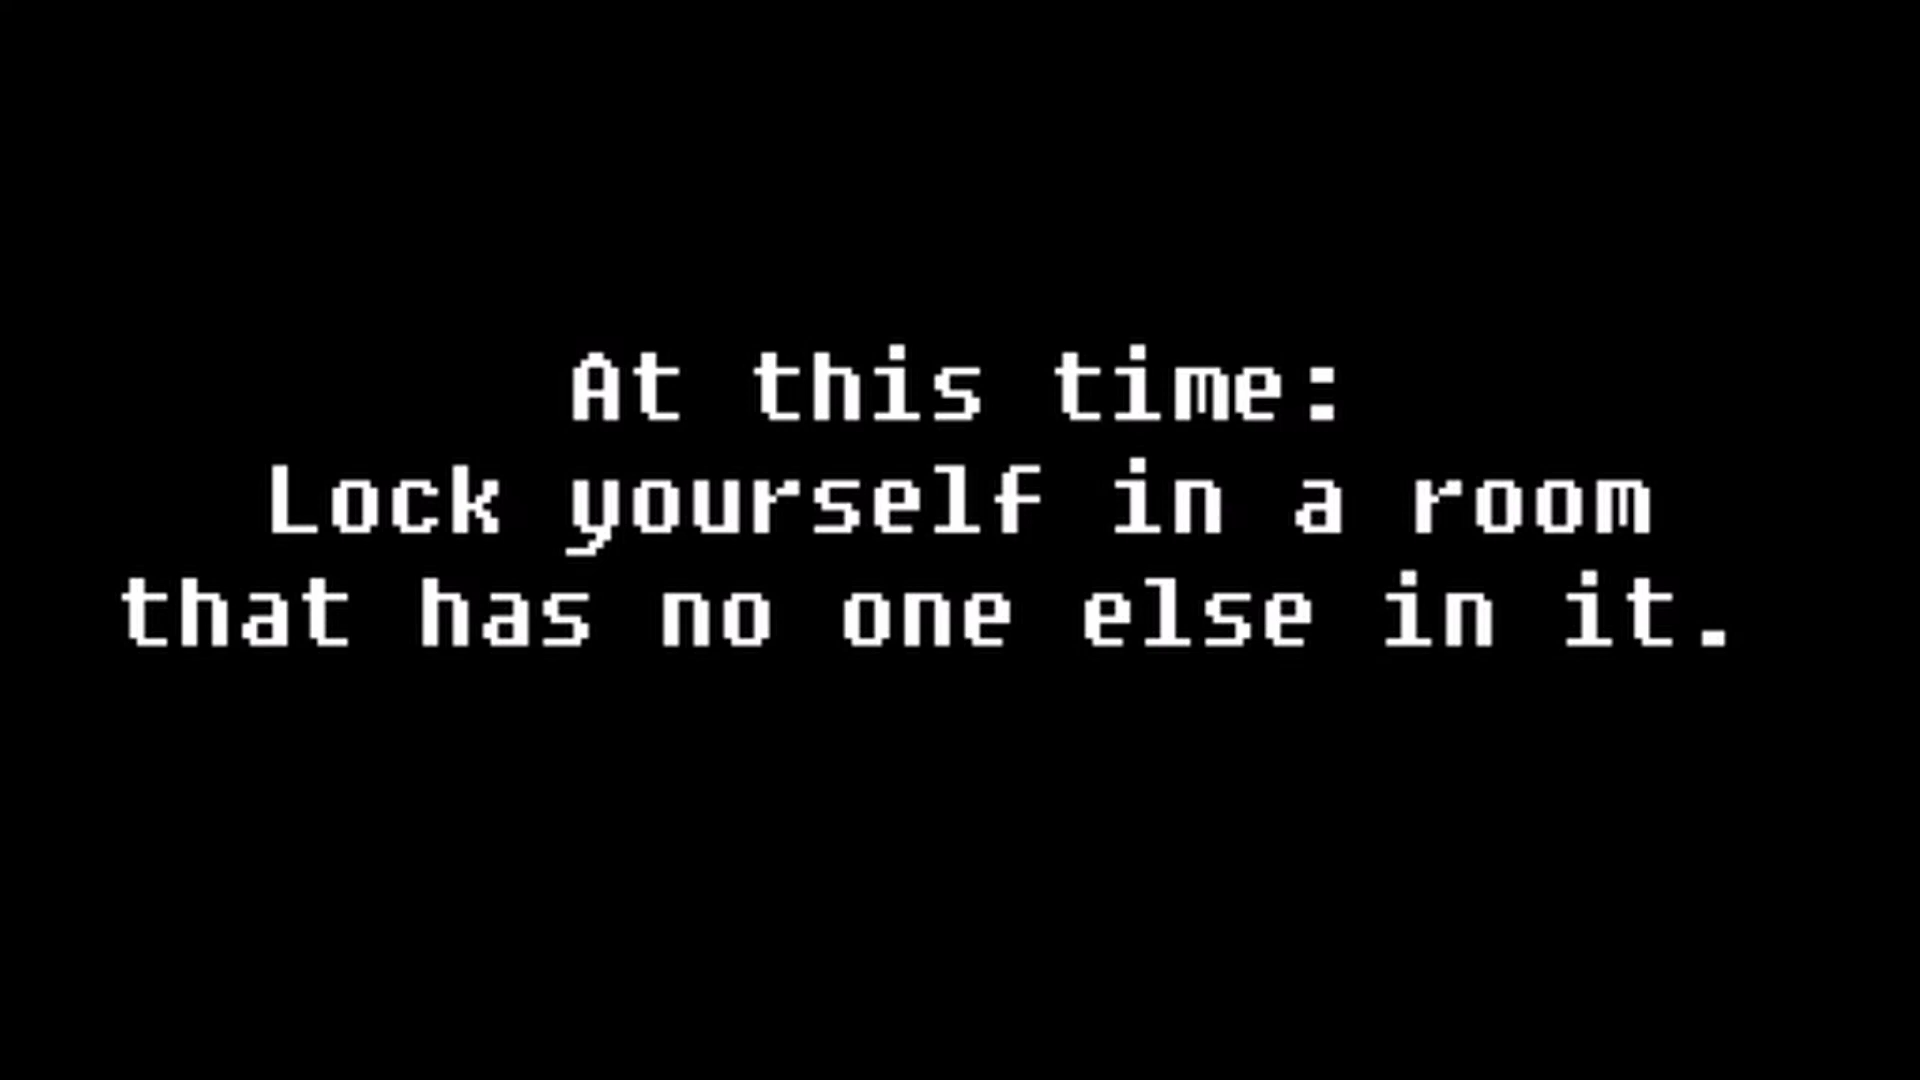 At this time:
Lock yourself in a room
that has no one else in it.